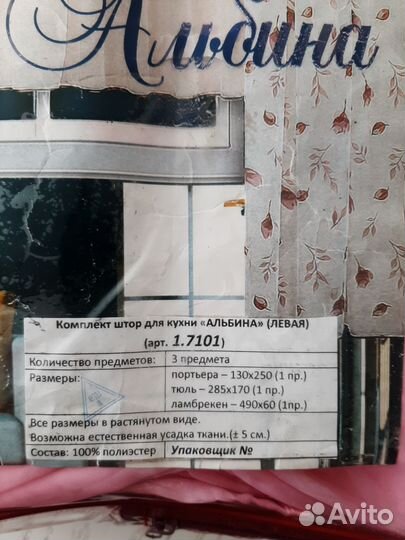 Альбина
Комплект штор для кухни «АЛЬБИНА» (ЛЕВАЯ)
(арт. 1.7101)
Количество предметов: 3 предмета
Размеры: портьера – 130х250 (1 пр.)
тюль – 285х170 (1 пр.)
ламбрекен – 490х60 (1пр.)
Все размеры в растянутом виде.
Возможна естественная усадка ткани.(± 5 см.)
Состав: 100% полиэстер Упаковщик №
Avito